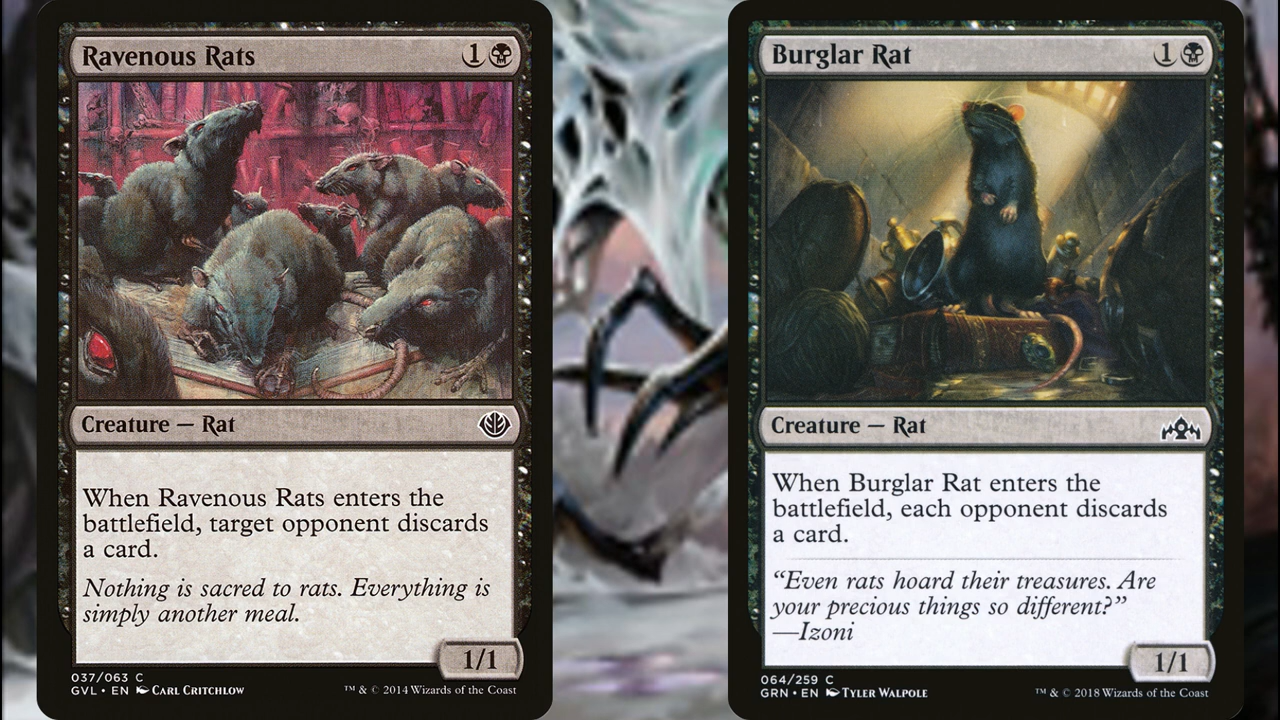 Ravenous Rats 1
Creature — Rat
When Ravenous Rats enters the
battlefield, target opponent discards
a card.
Nothing is sacred to rats. Everything is
simply another meal.
1/1
037/063 C
GVL • EN Carl Critchlow ™ & © 2014 Wizards of the Coast
Burglar Rat 1
Creature — Rat
When Burglar Rat enters the
battlefield, each opponent discards
a card.
“Even rats hoard their treasures. Are
your precious things so different?”
—Izoni
1/1
064/259 C
GRN • EN Tyler Walpole ™ & © 2018 Wizards of the Coast